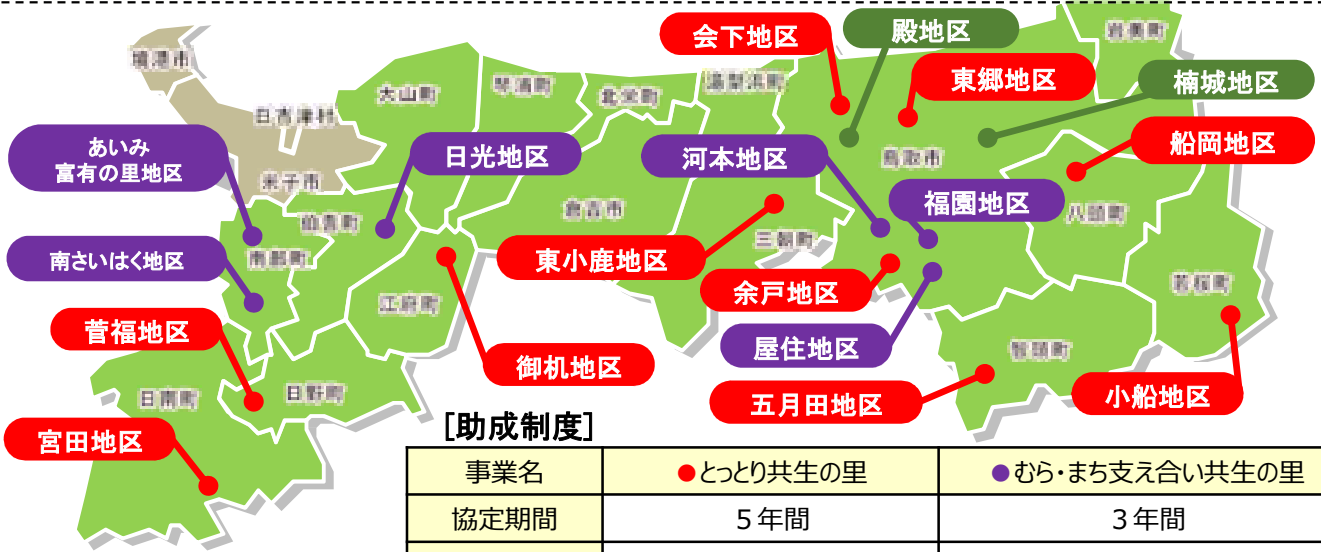 会下地区
殿地区
岩美町
東郷地区
楠城地区
境港市
大山町
琴浦町
北栄町
湯梨浜町
日吉津村
あいみ
富有の里地区
日光地区
河本地区
鳥取市
船岡地区
米子市
福園地区
伯耆町
倉吉市
八頭町
南さいはく地区
南部町
東小鹿地区
三朝町
余戸地区
若桜町
江府町
菅福地区
御机地区
屋住地区
智頭町
五月田地区
小船地区
日南町
日野町
宮田地区
[助成制度]
事業名 ●とっとり共生の里 ●むら・まち支え合い共生の里
協定期間 5年間 3年間